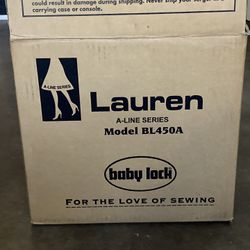 could result in damage during shipping. Never ship your serger in a
carrying case or console.
A-LINE SERIES
Lauren
A-LINE SERIES
Model BL450A
baby lock
FOR THE LOVE OF SEWING